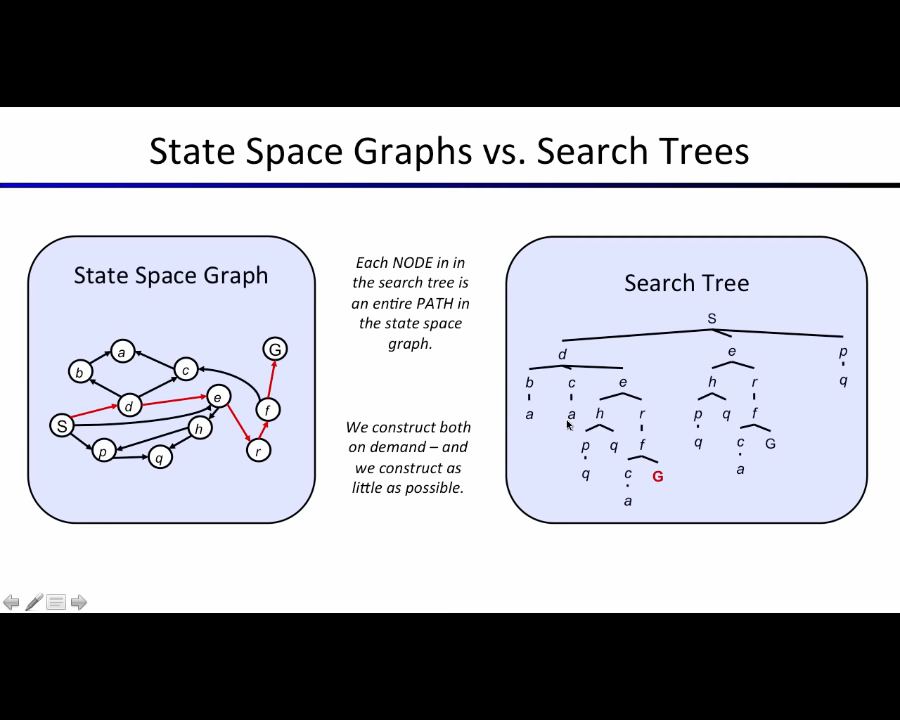 State Space Graphs vs. Search Trees
State Space Graph
G
a
b
c
e
d
f
S
h
p
q
r
Each NODE in in
the search tree is
an entire PATH in
the state space
graph.
We construct both
on demand – and
we construct as
little as possible.
Search Tree
S
d e p
b c e h r q
a a h r p q f
p q f q c G
q c G a
a